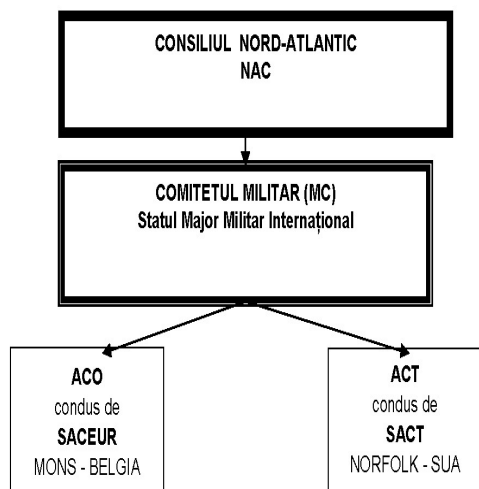 CONSILIUL NORD-ATLANTIC
NAC
COMITETUL MILITAR (MC)
Statul Major Militar Internațional
ACO
condus de
SACEUR
MONS - BELGIA
ACT
condus de
SACT
NORFOLK - SUA